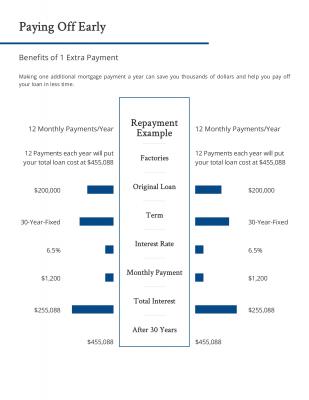 Paying Off Early
Benefits of 1 Extra Payment
Making one additional mortgage payment a year can save you thousands of dollars and help you pay off
your loan in less time.
12 Monthly Payments/Year
12 Payments each year will put
your total loan cost at $455,088
$200,000
30-Year-Fixed
6.5%
$1,200
$255,088
$455,088
Repayment
Example
Factories
Original Loan
Term
Interest Rate
Monthly Payment
Total Interest
After 30 Years
12 Monthly Payments/Year
12 Payments each year will put
your total loan cost at $455,088
$200,000
30-Year-Fixed
6.5%
$1,200
$255,088
$455,088